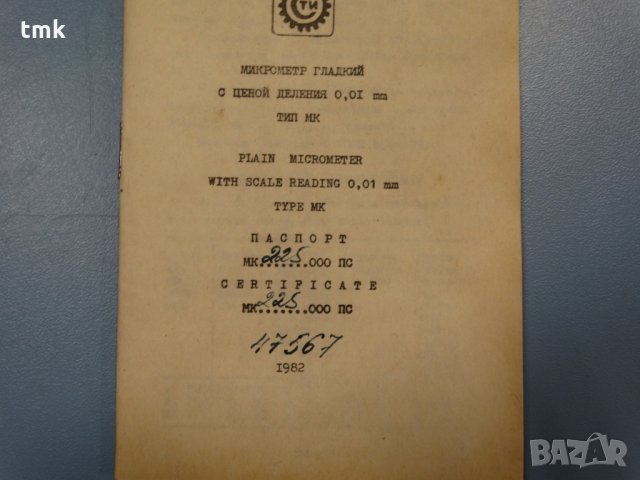 tmk
СТИ
МИКРОМЕТР ГЛАДКИЙ
С ЦЕНОЙ ДЕЛЕНИЯ 0,01 mm
ТИП МК
PLAIN MICROMETER
WITH SCALE READING 0,01 mm
TYPE MK
ПАСПОРТ
МК..225...000 ПС
CERTIFICATE
МК..225...000 ПС
47567
1982
BAZAR